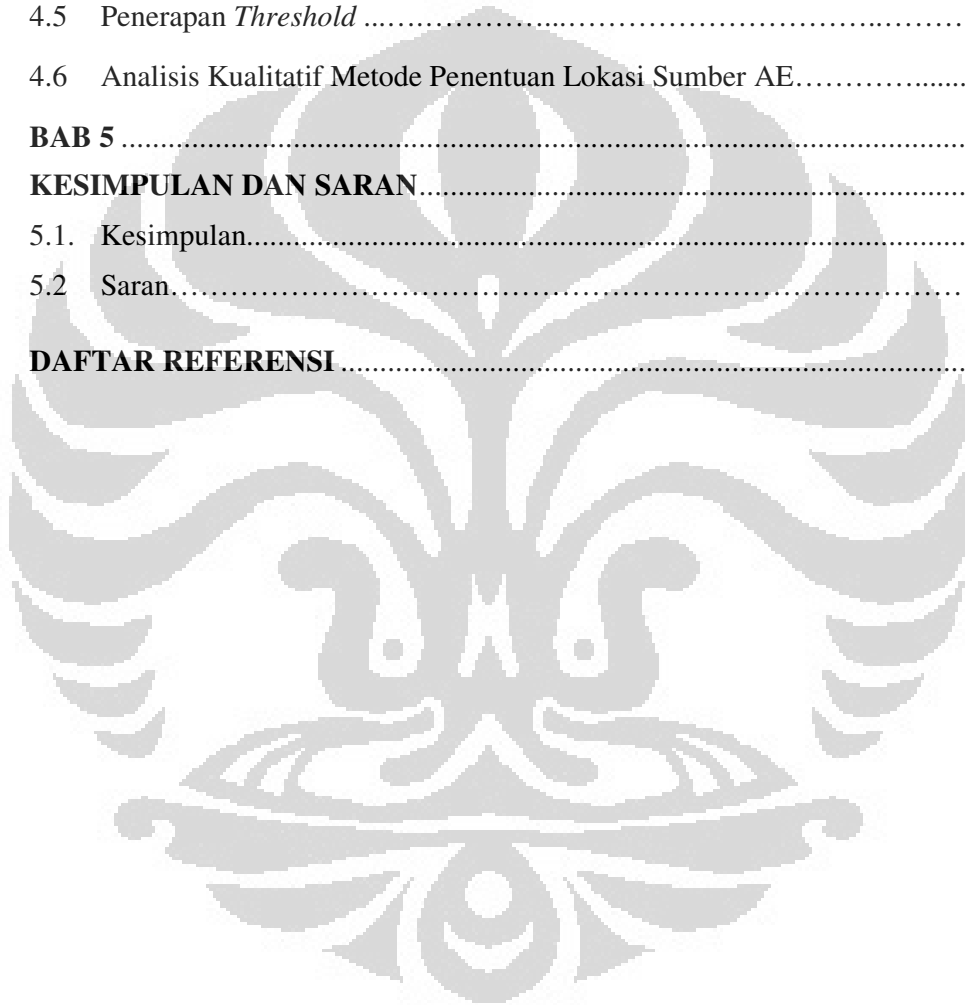 4.5 Penerapan Threshold ...……………...…………………………..………
4.6 Analisis Kualitatif Metode Penentuan Lokasi Sumber AE…………........
BAB 5 ....................................................................................................
KESIMPULAN DAN SARAN..................................................................
5.1. Kesimpulan.......................................................................................
5.2 Saran………………………………………………………………………
DAFTAR REFERENSI ...........................................................................